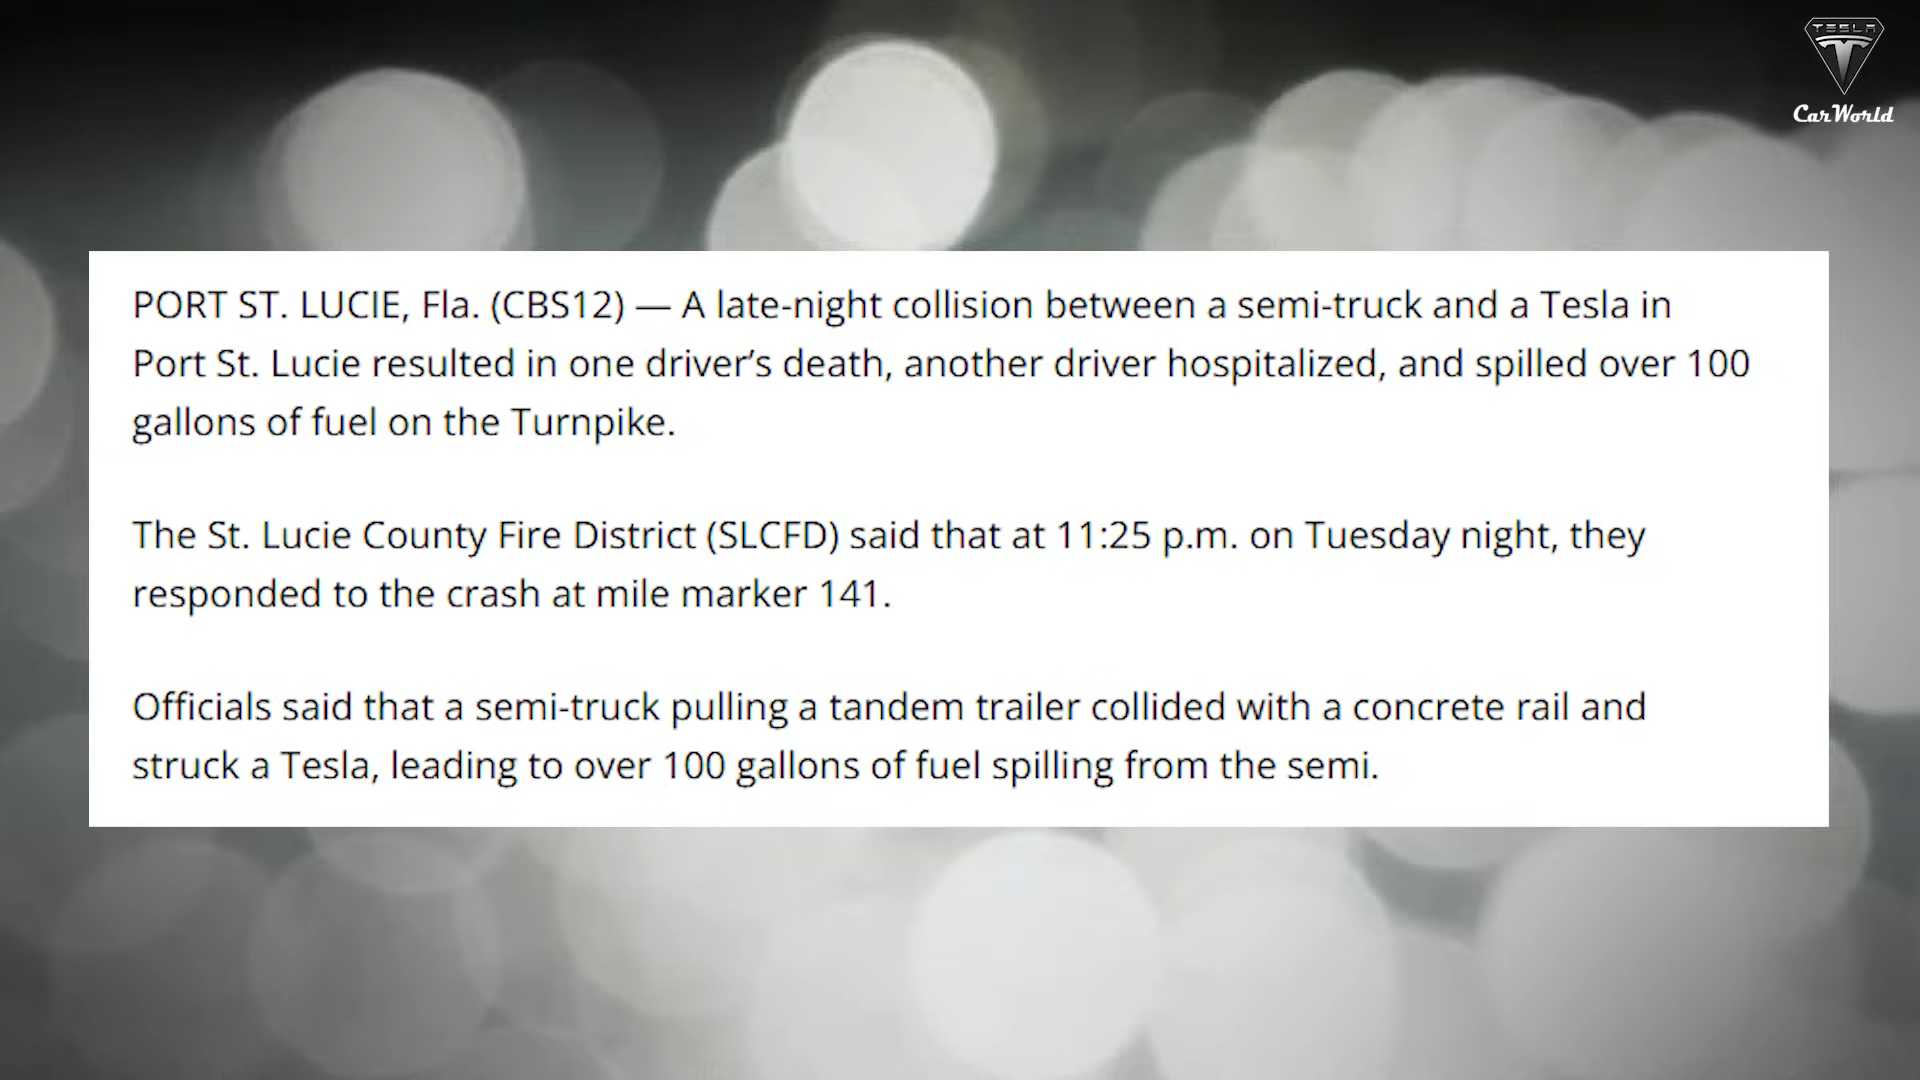 TESLA
CarWorld
PORT ST. LUCIE, Fla. (CBS12) — A late-night collision between a semi-truck and a Tesla in
Port St. Lucie resulted in one driver’s death, another driver hospitalized, and spilled over 100
gallons of fuel on the Turnpike.
The St. Lucie County Fire District (SLCFD) said that at 11:25 p.m. on Tuesday night, they
responded to the crash at mile marker 141.
Officials said that a semi-truck pulling a tandem trailer collided with a concrete rail and
struck a Tesla, leading to over 100 gallons of fuel spilling from the semi.